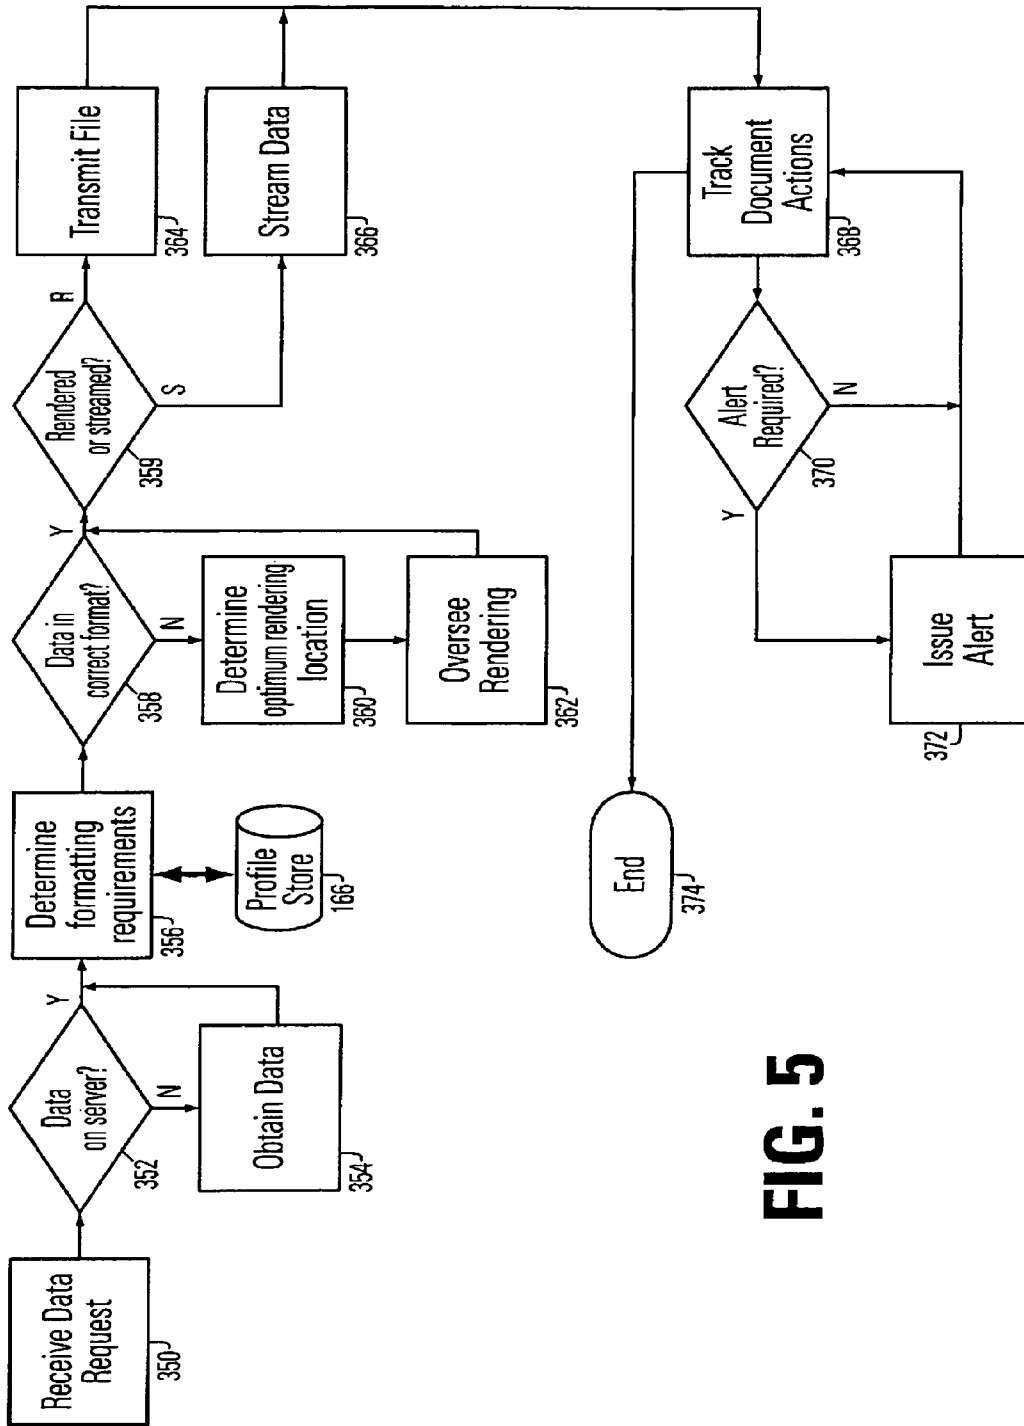 Receive Data
Request
350
Data
on server?
352
Y
N
Obtain Data
354
Determine
formatting
requirements
356
Profile
Store
166
Data in
correct format?
358
Y
N
Determine
optimum rendering
location
360
Oversee
Rendering
362
Rendered
or streamed?
359
R
S
Transmit File
364
Stream Data
366
Track
Document
Actions
368
Alert
Required?
370
Y
N
Issue
Alert
372
End
374
FIG. 5